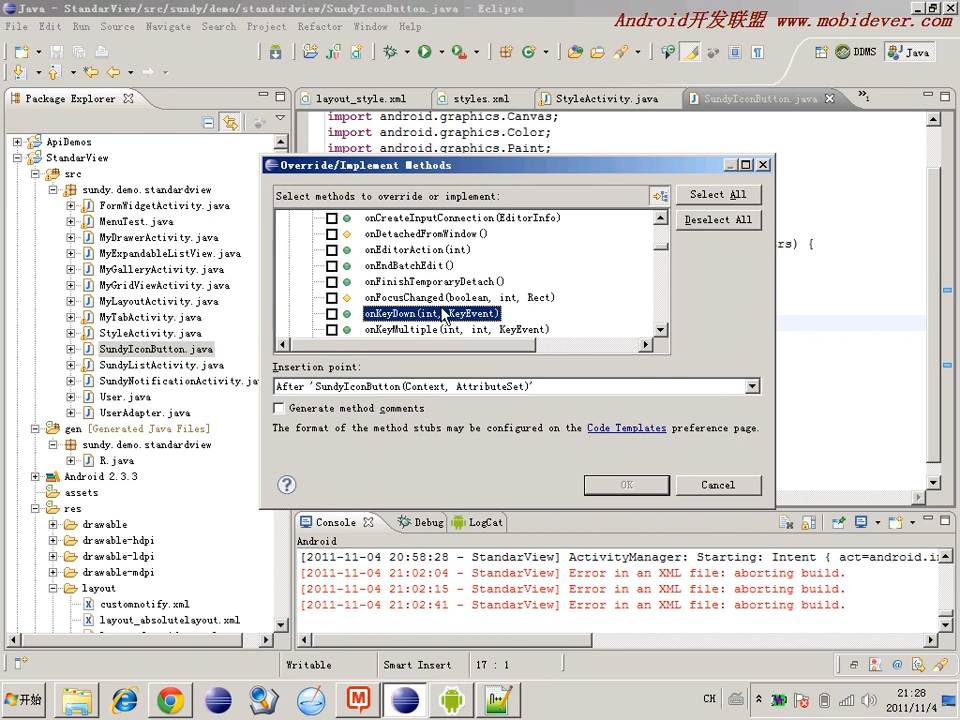 Java - StandarView/src/sundy/demo/standardview/SundyIconButton.java - Eclipse
Android开发联盟 www.mobidever.com
File Edit Run Source Navigate Search Project Refactor Window Help
DDMS Java
Package Explorer
layout_style.xml styles.xml StyleActivity.java SundyIconButton.java »1
ApiDemos
StandarView
src
sundy.demo.standardview
FormWidgetActivity.java
MenuTest.java
MyDrawerActivity.java
MyExpandableListView.java
MyGalleryActivity.java
MyGridViewActivity.java
MyLayoutActivity.java
MyTabActivity.java
StyleActivity.java
SundyIconButton.java
SundyListActivity.java
SundyNotificationActivity.ja
User.java
UserAdapter.java
gen [Generated Java Files]
sundy.demo.standardview
R.java
Android 2.3.3
assets
res
drawable
drawable-hdpi
drawable-ldpi
drawable-mdpi
layout
customnotify.xml
layout_absolutelayout.xml
import android.graphics.Canvas;
import android.graphics.Color;
import android.graphics.Paint;
rs) {
Override/Implement Methods
Select methods to override or implement:
Select All
Deselect All
onCreateInputConnection(EditorInfo)
onDetachedFromWindow()
onEditorAction(int)
onEndBatchEdit()
onFinishTemporaryDetach()
onFocusChanged(boolean, int, Rect)
onKeyDown(int, KeyEvent)
onKeyMultiple(int, int, KeyEvent)
Insertion point:
After 'SundyIconButton(Context, AttributeSet)'
Generate method comments
The format of the method stubs may be configured on the Code Templates preference page.
OK Cancel
Console Debug LogCat
Android
[2011-11-04 20:58:28 - StandarView] ActivityManager: Starting: Intent { act=android.i
[2011-11-04 21:02:04 - StandarView] Error in an XML file: aborting build.
[2011-11-04 21:02:15 - StandarView] Error in an XML file: aborting build.
[2011-11-04 21:02:41 - StandarView] Error in an XML file: aborting build.
Writable Smart Insert 17 : 1
开始
CH
21:28
2011/11/4